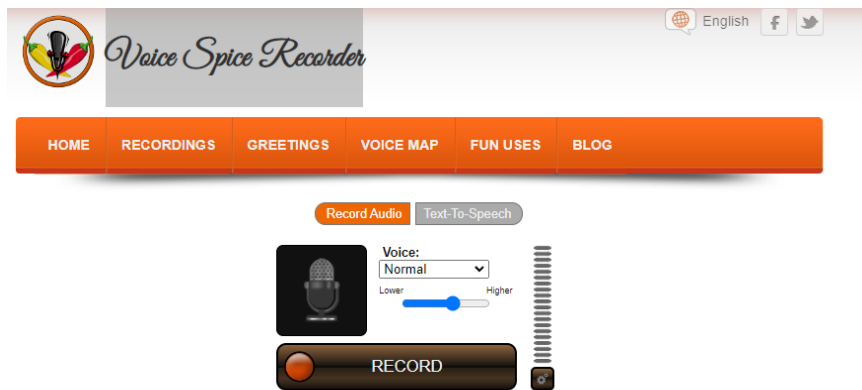 Voice Spice Recorder
English
HOME RECORDINGS GREETINGS VOICE MAP FUN USES BLOG
Record Audio Text-To-Speech
Voice:
Normal
Lower Higher
RECORD